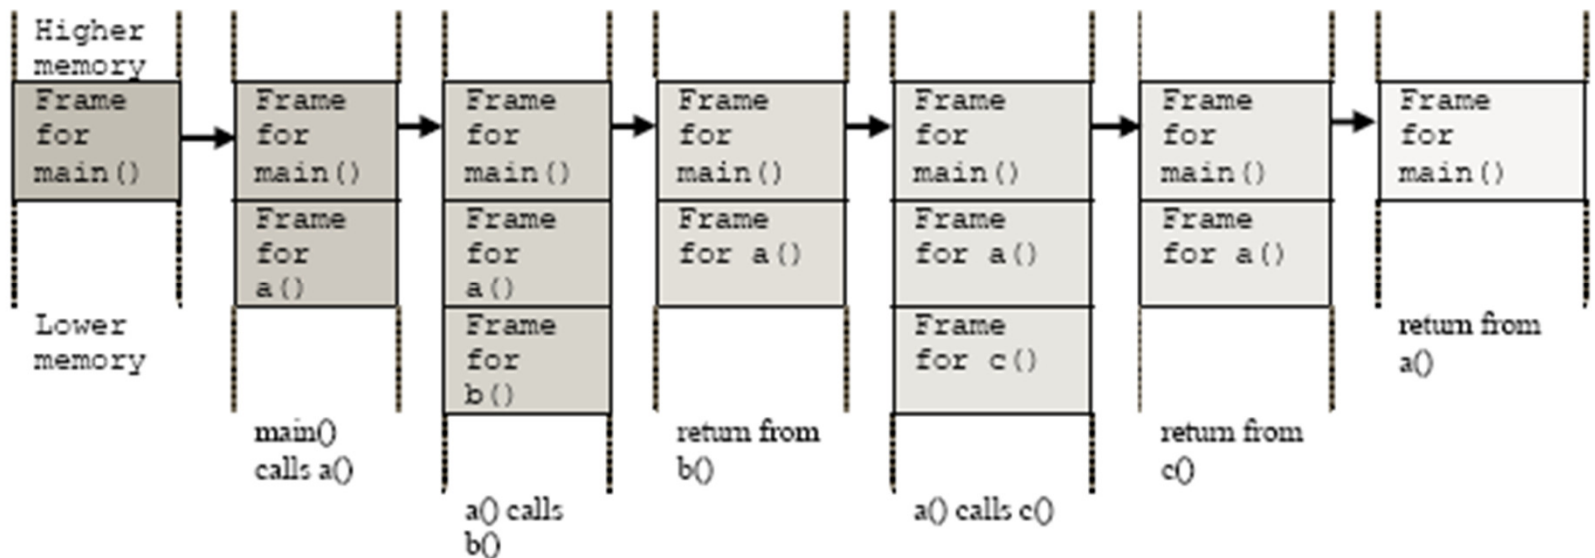 Higher
memory
Frame
for
main()
Lower
memory
Frame
for
main()
Frame
for
a()
main()
calls a()
Frame
for
main()
Frame
for
a()
Frame
for
b()
a() calls
b()
Frame
for
main()
Frame
for a()
return from
b()
Frame
for
main()
Frame
for a()
Frame
for c()
a() calls c()
Frame
for
main()
Frame
for a()
return from
c()
Frame
for
main()
return from
a()